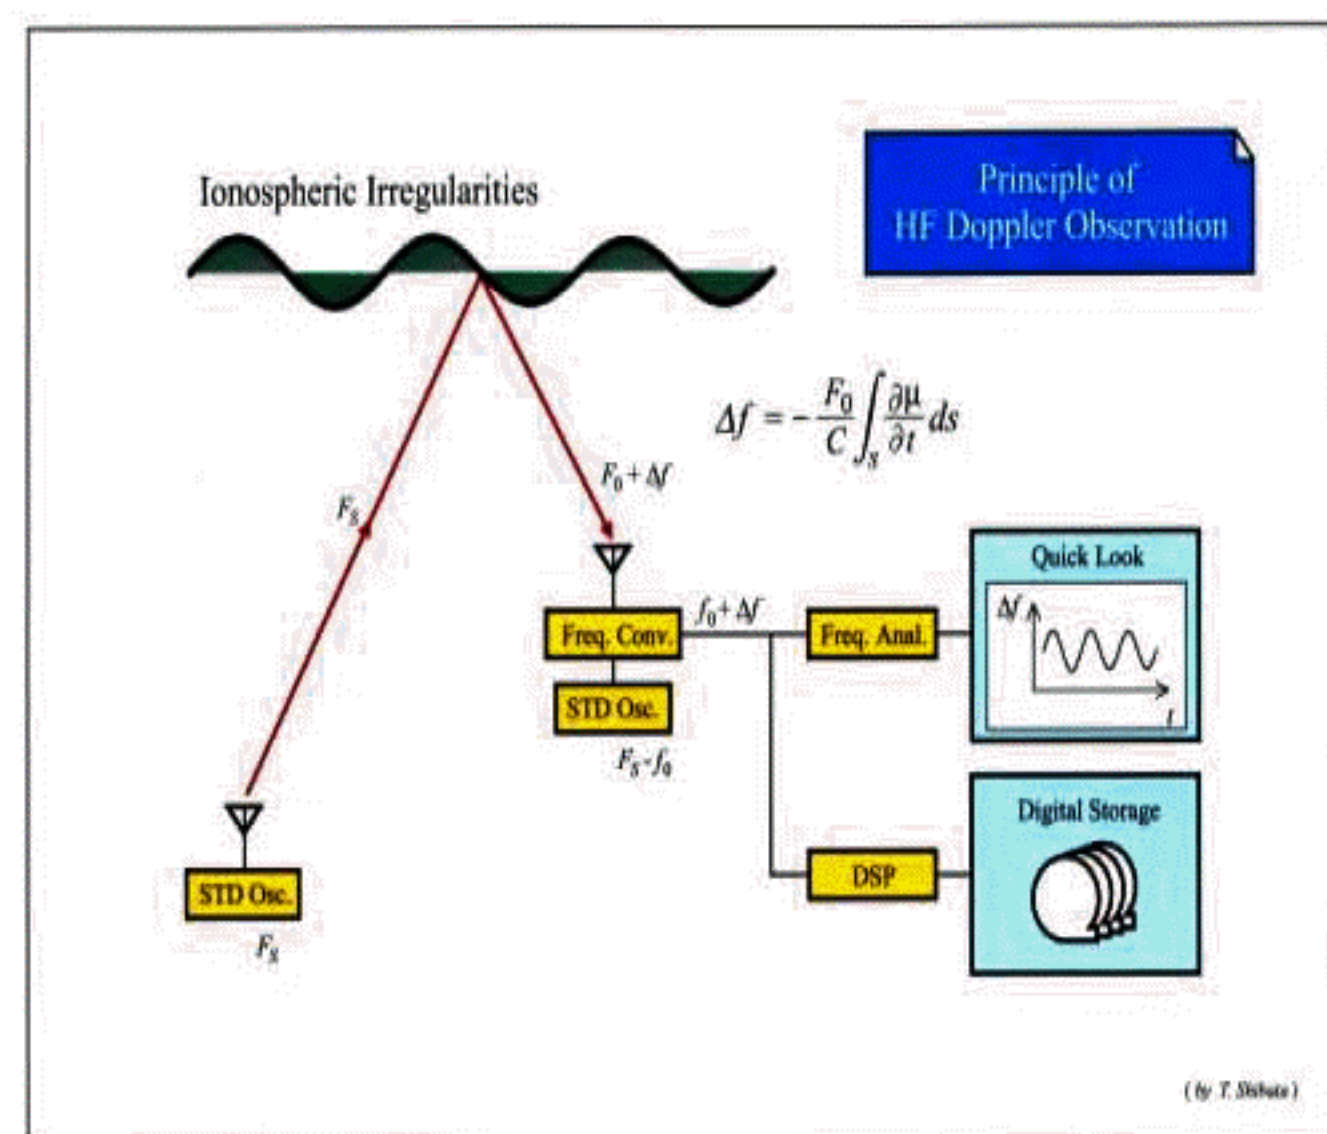 Principle of
HF Doppler Observation
Ionospheric Irregularities
Δf = - F₀/C ∫ₛ ∂μ/∂t ds
F₀ + Δf
Fₛ
Quick Look
Δf
t
f₀ + Δf
Freq. Conv.
Freq. Anal.
STD Osc.
Fₛ - f₀
Digital Storage
DSP
STD Osc.
Fₛ
( by T. Shibata )